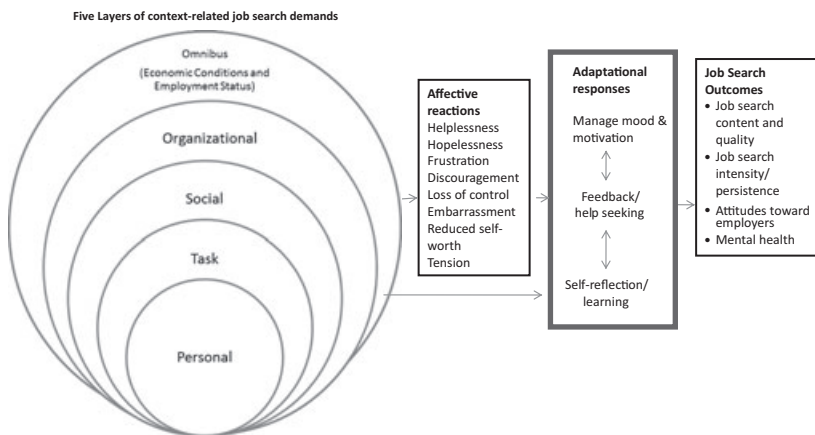 Five Layers of context-related job search demands
Omnibus
(Economic Conditions and
Employment Status)
Organizational
Social
Task
Personal
Affective
reactions
Helplessness
Hopelessness
Frustration
Discouragement
Loss of control
Embarrassment
Reduced self-
worth
Tension
Adaptational
responses
Manage mood &
motivation
Feedback/
help seeking
Self-reflection/
learning
Job Search
Outcomes
• Job search
content and
quality
• Job search
intensity/
persistence
• Attitudes toward
employers
• Mental health